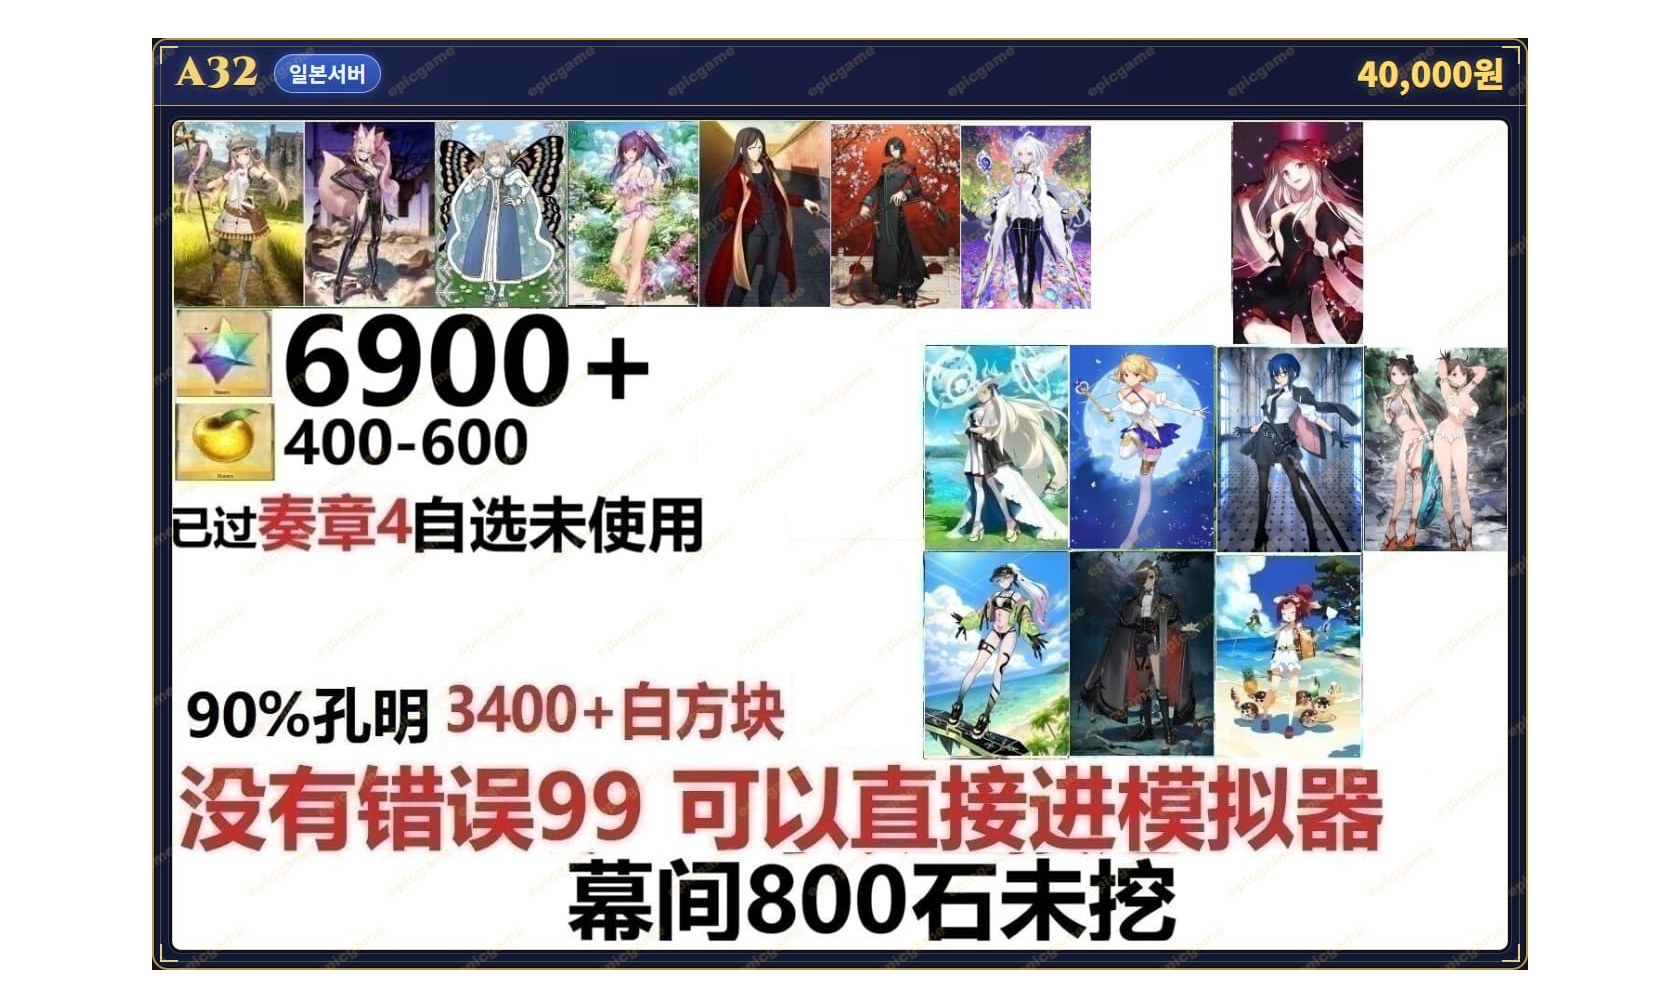 A32 일본서버 40,000원
6900+
400-600
已过奏章4自选未使用
90%孔明 3400+白方块
没有错误99 可以直接进模拟器
幕间800石未挖
epicgame